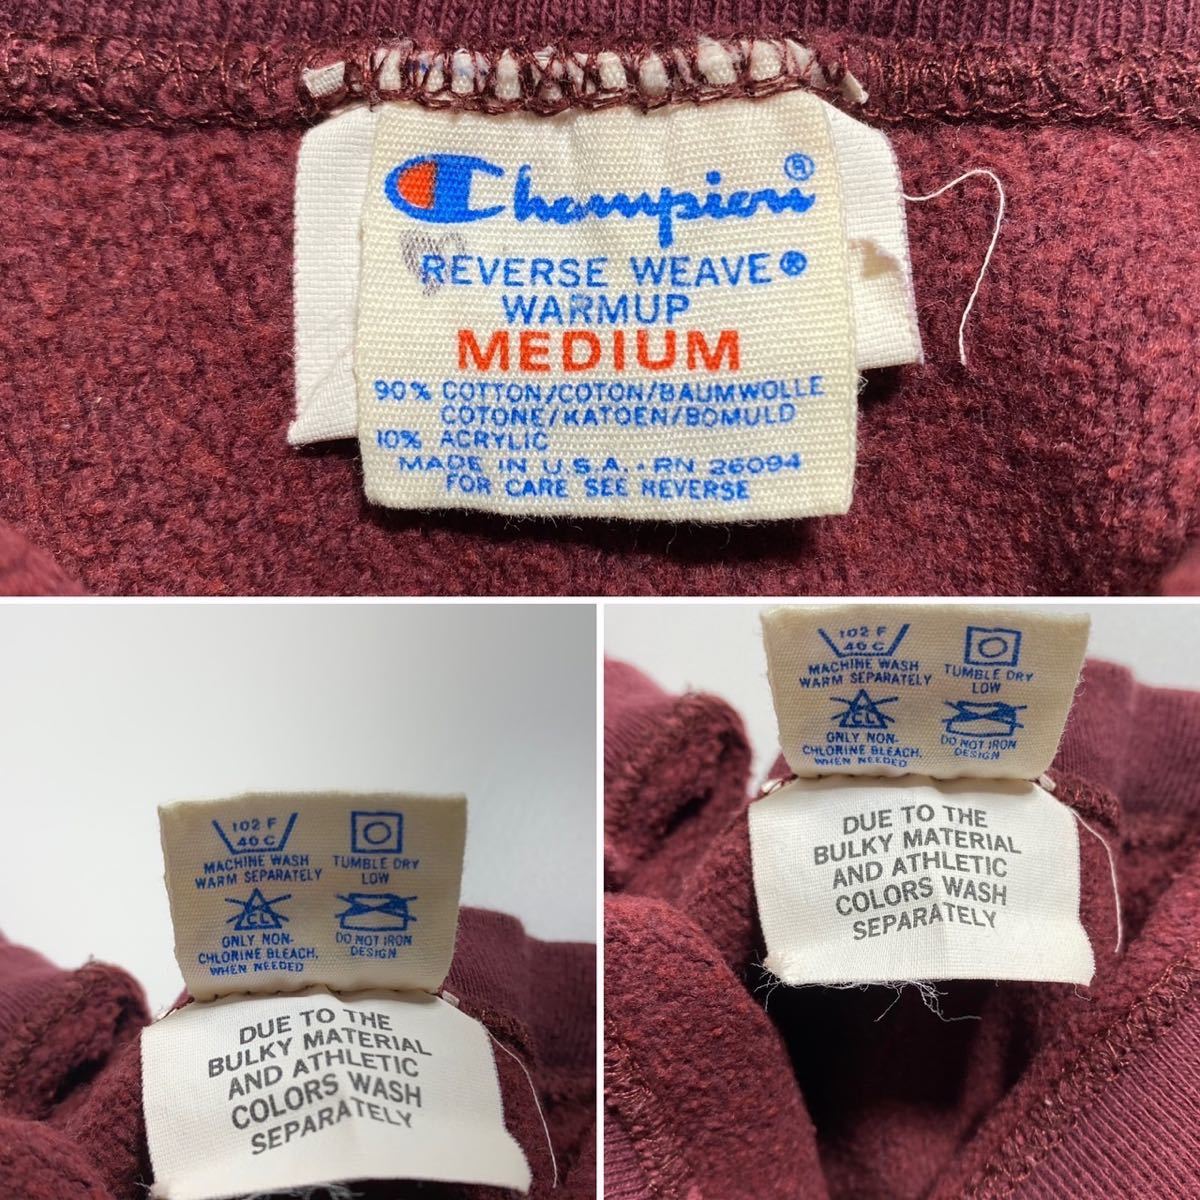 Champion®
REVERSE WEAVE®
WARMUP
MEDIUM
90% COTTON/COTON/BAUMWOLLE
COTONE/KATOEN/BOMULD
10% ACRYLIC
MADE IN U.S.A. • RN 26094
FOR CARE SEE REVERSE
102 F
40 C
MACHINE WASH
WARM SEPARATELY
TUMBLE DRY
LOW
CL
ONLY NON-
CHLORINE BLEACH,
WHEN NEEDED
DO NOT IRON
DESIGN
DUE TO THE
BULKY MATERIAL
AND ATHLETIC
COLORS WASH
SEPARATELY
102 F
40 C
MACHINE WASH
WARM SEPARATELY
TUMBLE DRY
LOW
CL
ONLY NON-
CHLORINE BLEACH,
WHEN NEEDED
DO NOT IRON
DESIGN
DUE TO THE
BULKY MATERIAL
AND ATHLETIC
COLORS WASH
SEPARATELY